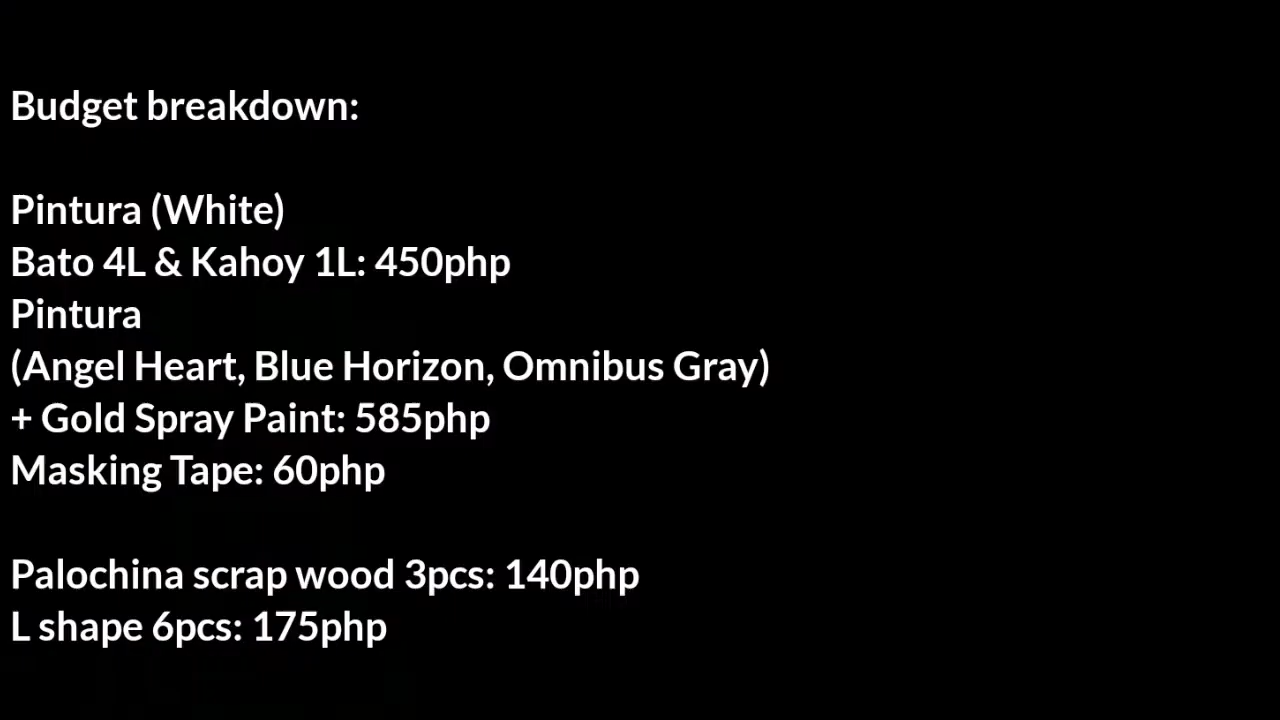 Budget breakdown:
Pintura (White)
Bato 4L & Kahoy 1L: 450php
Pintura
(Angel Heart, Blue Horizon, Omnibus Gray)
+ Gold Spray Paint: 585php
Masking Tape: 60php
Palochina scrap wood 3pcs: 140php
L shape 6pcs: 175php